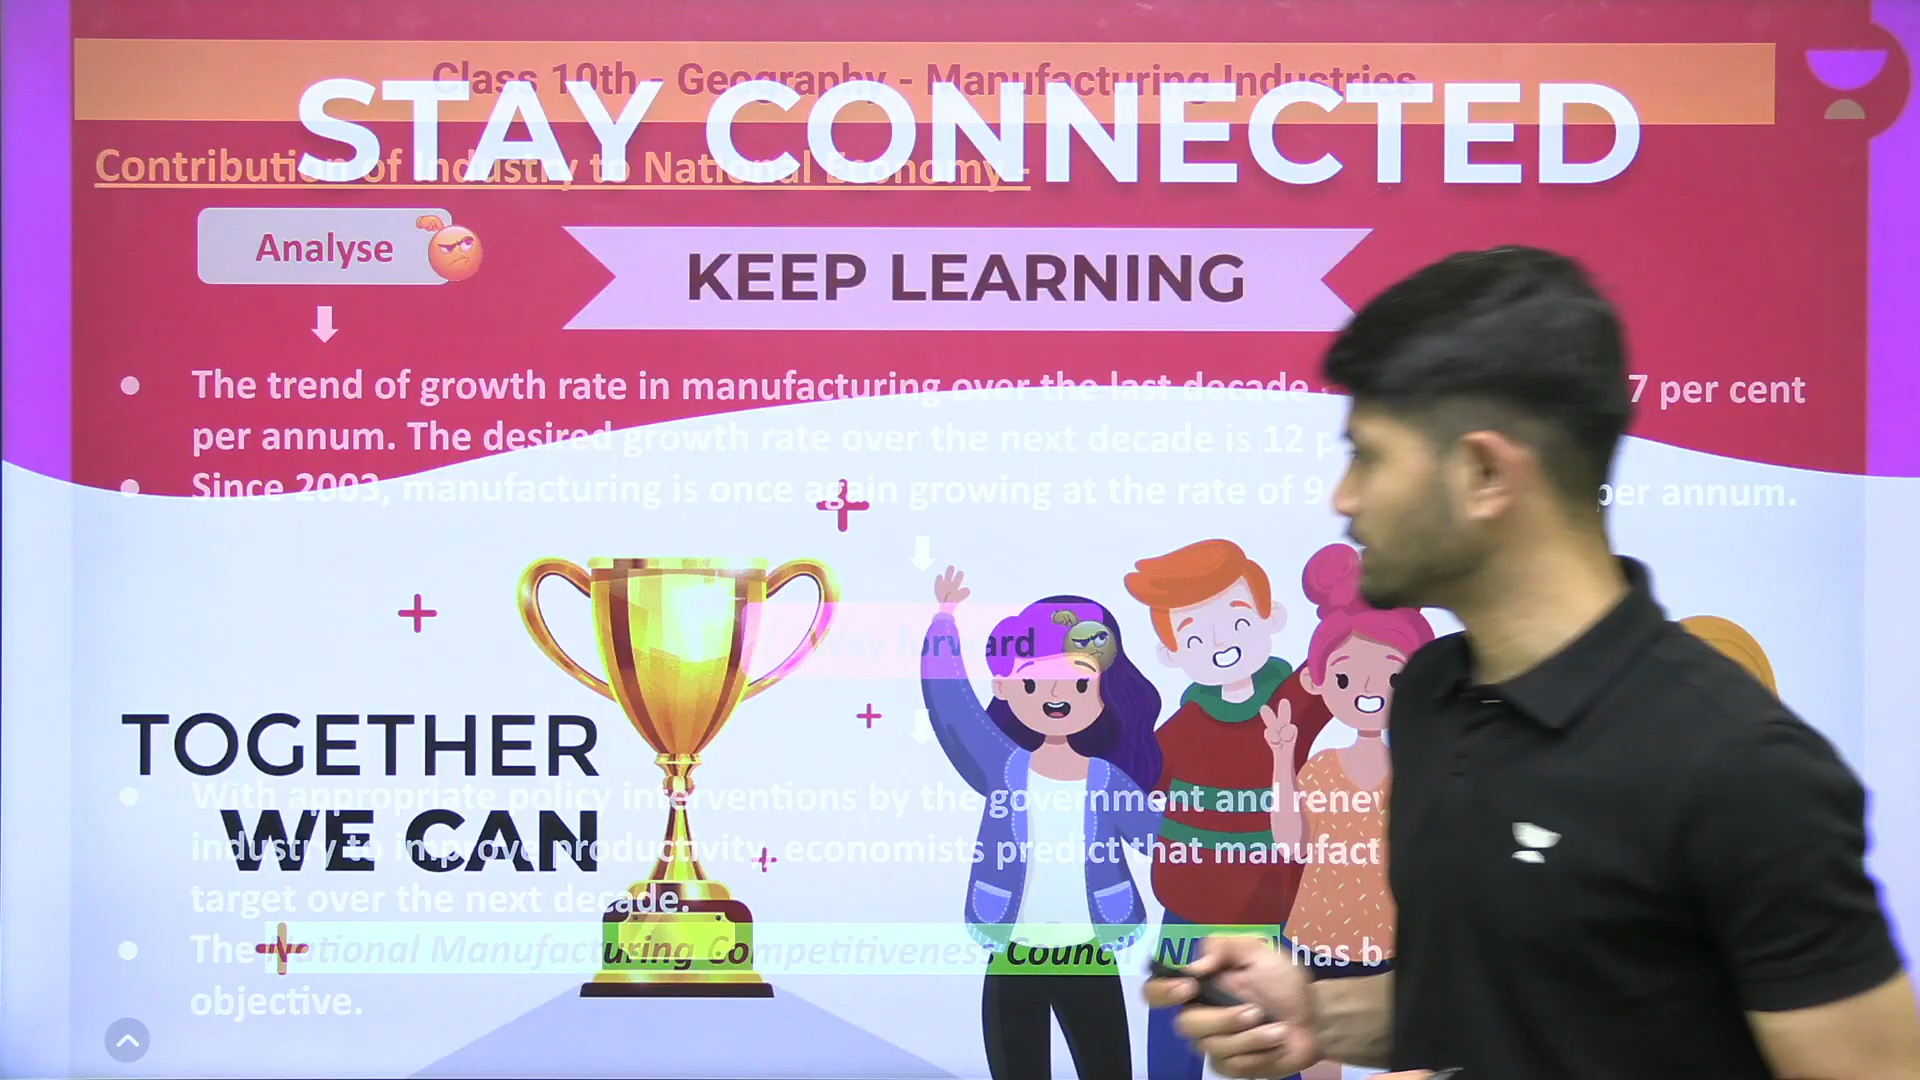 Class 10th - Geography - Manufacturing Industries
STAY CONNECTED
Contribution of Industry to National Economy -
Analyse
KEEP LEARNING
The trend of growth rate in manufacturing over the last decade 7 per cent
per annum. The desired growth rate over the next decade is 12
Since 2003, manufacturing is once again growing at the rate of 9 per annum.
Way forward
TOGETHER
WE CAN
With appropriate policy interventions by the government and
industry to improve productivity, economists predict that
target over the next decade.
The National Manufacturing Competitiveness Council has
objective.